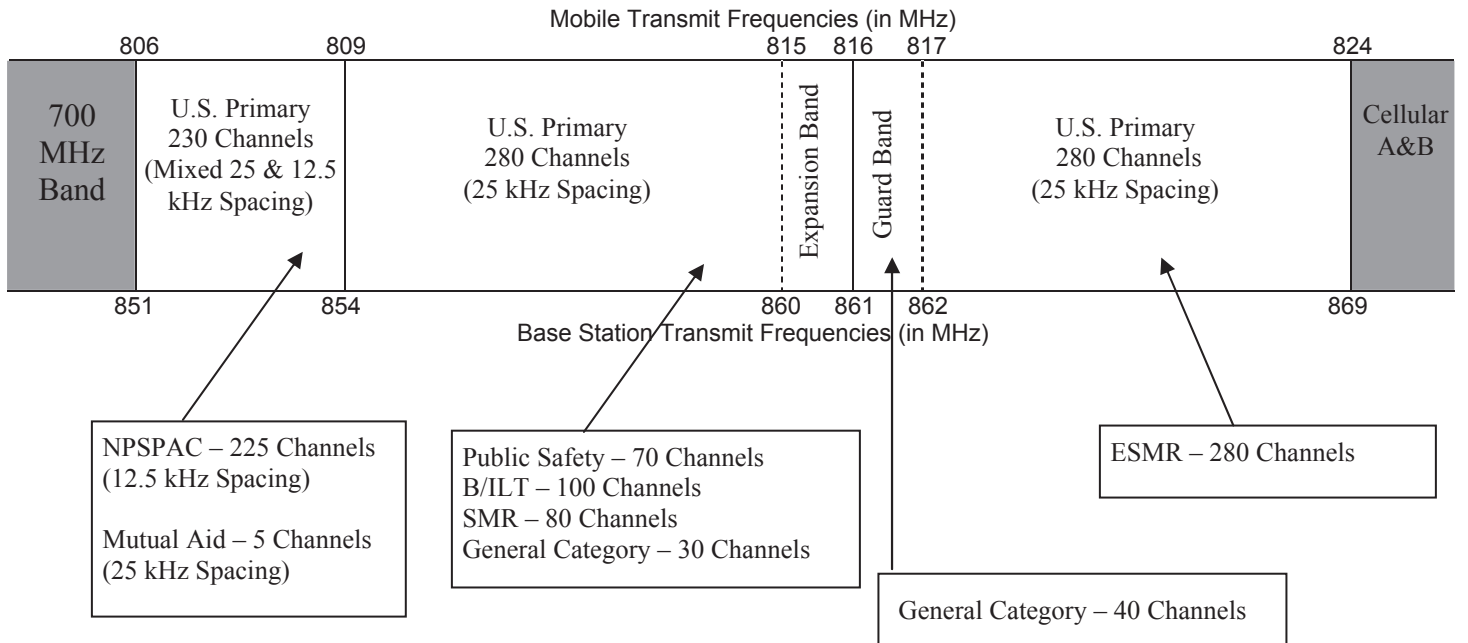 Mobile Transmit Frequencies (in MHz)
806 809 815 816 817 824
700
MHz
Band
U.S. Primary
230 Channels
(Mixed 25 & 12.5
kHz Spacing)
U.S. Primary
280 Channels
(25 kHz Spacing)
Expansion Band
Guard Band
U.S. Primary
280 Channels
(25 kHz Spacing)
Cellular
A&B
851 854 860 861 862 869
Base Station Transmit Frequencies (in MHz)
NPSPAC – 225 Channels
(12.5 kHz Spacing)
Mutual Aid – 5 Channels
(25 kHz Spacing)
Public Safety – 70 Channels
B/ILT – 100 Channels
SMR – 80 Channels
General Category – 30 Channels
General Category – 40 Channels
ESMR – 280 Channels